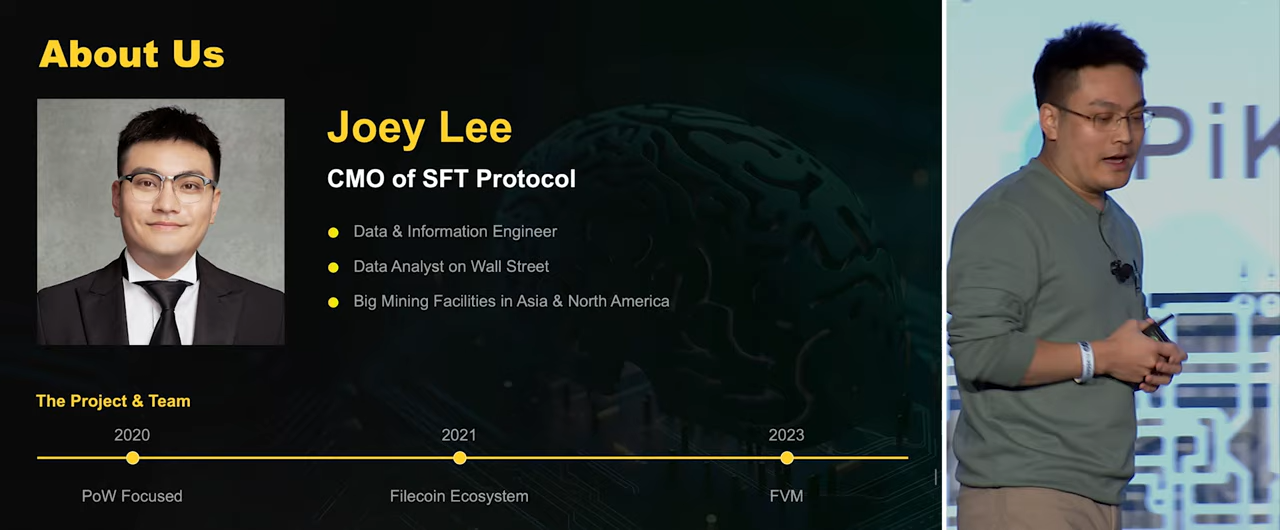 About Us
Joey Lee
CMO of SFT Protocol
Data & Information Engineer
Data Analyst on Wall Street
Big Mining Facilities in Asia & North America
The Project & Team
2020
2021
2023
PoW Focused
Filecoin Ecosystem
FVM
PiK